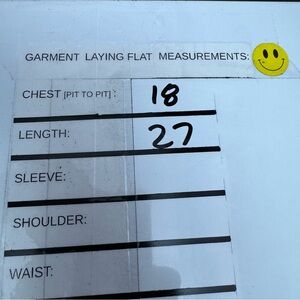 GARMENT LAYING FLAT MEASUREMENTS:
CHEST [PIT TO PIT]: 18
LENGTH: 27
SLEEVE:
SHOULDER:
WAIST: